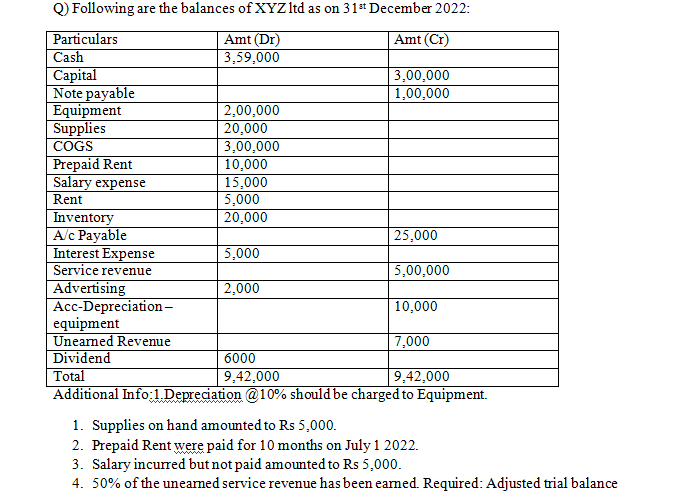 Q) Following are the balances of XYZ ltd as on 31st December 2022:
Particulars Amt (Dr) Amt (Cr)
Cash 3,59,000
Capital 3,00,000
Note payable 1,00,000
Equipment 2,00,000
Supplies 20,000
COGS 3,00,000
Prepaid Rent 10,000
Salary expense 15,000
Rent 5,000
Inventory 20,000
A/c Payable 25,000
Interest Expense 5,000
Service revenue 5,00,000
Advertising 2,000
Acc-Depreciation – 10,000
equipment
Unearned Revenue 7,000
Dividend 6000
Total 9,42,000 9,42,000
Additional Info:1.Depreciation @10% should be charged to Equipment.
1. Supplies on hand amounted to Rs 5,000.
2. Prepaid Rent were paid for 10 months on July 1 2022.
3. Salary incurred but not paid amounted to Rs 5,000.
4. 50% of the unearned service revenue has been earned. Required: Adjusted trial balance